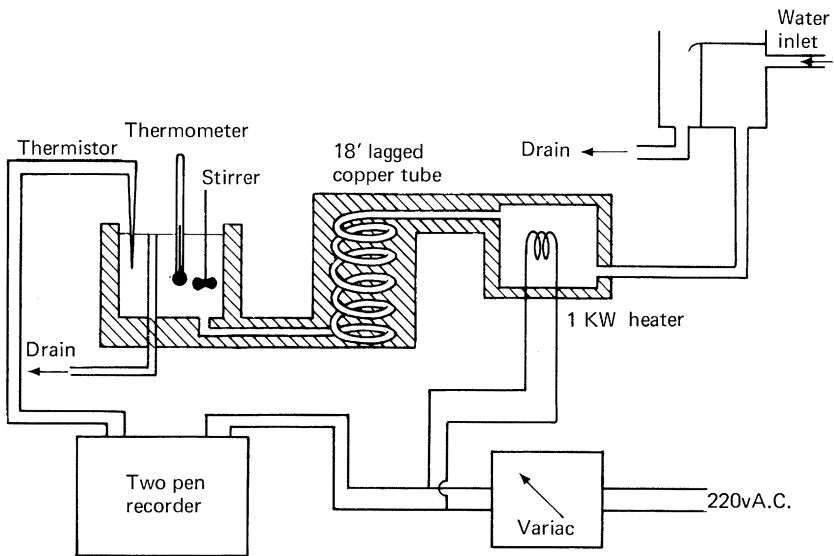 Water
inlet
Thermometer
Thermistor
Stirrer
18' lagged
copper tube
Drain
1 KW heater
Drain
Two pen
recorder
Variac
220vA.C.